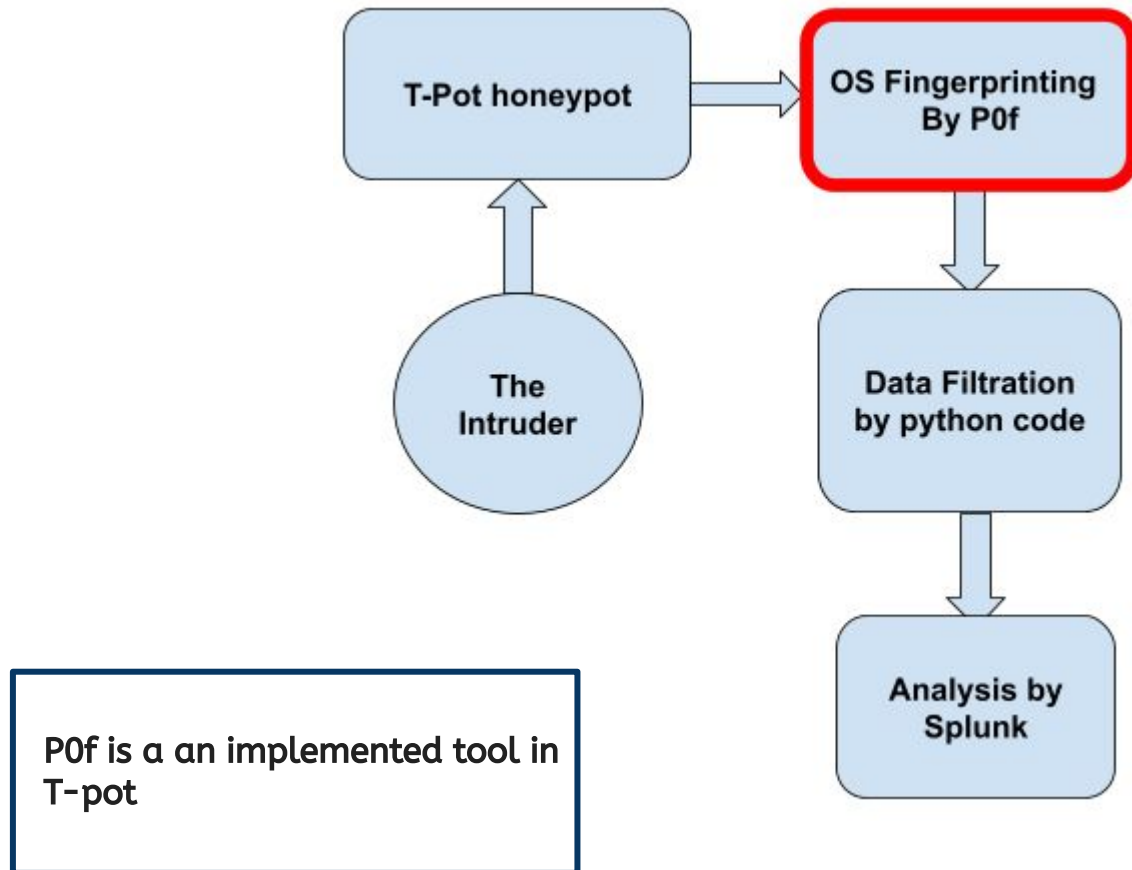 T-Pot honeypot
OS Fingerprinting
By P0f
The
Intruder
Data Filtration
by python code
Analysis by
Splunk
P0f is a an implemented tool in
T-pot